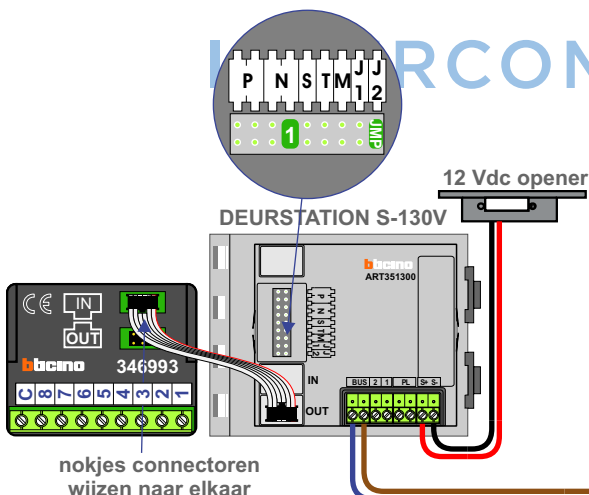 RCON
P N S T M J1 J2
1 JMP
12 Vdc opener
DEURSTATION S-130V
bticino
ART351300
P N S T M J1 J2
IN
OUT
BUS 2 1 PL S+ S-
CE IN
OUT
bticino 346993
C 8 7 6 5 4 3 2 1
nokjes connectoren
wijzen naar elkaar